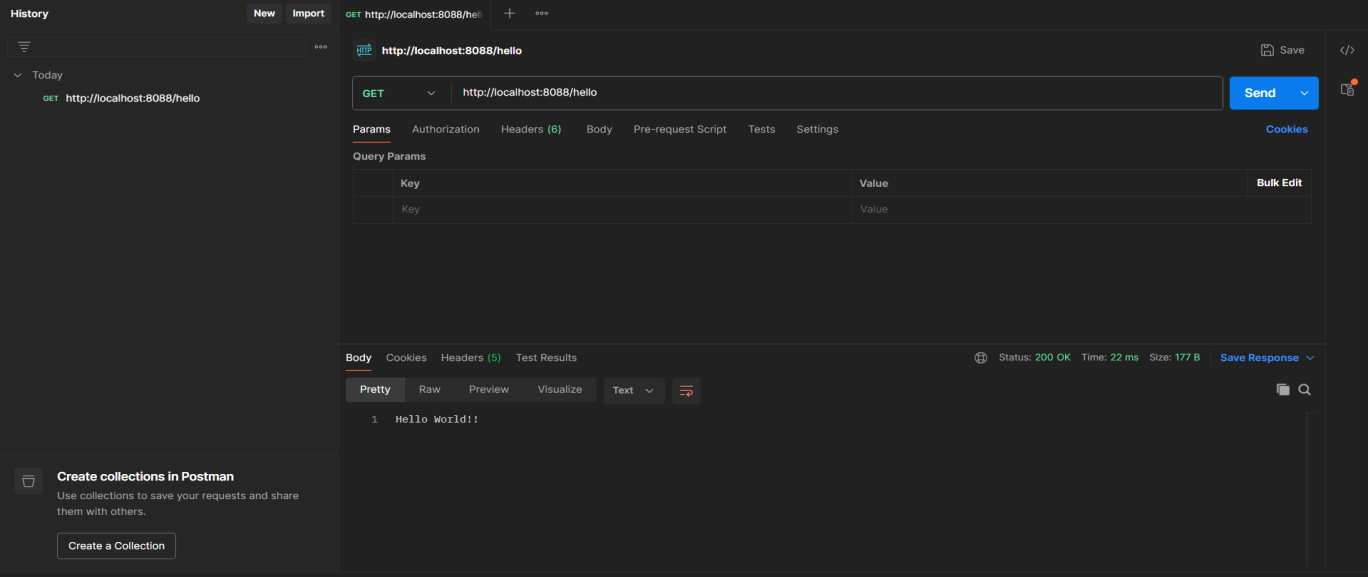 History
New
Import
Today
GET http://localhost:8088/hello
Create collections in Postman
Use collections to save your requests and share
them with others.
Create a Collection
GET http://localhost:8088/hell
HTTP http://localhost:8088/hello
Save
GET http://localhost:8088/hello
Send
Params Authorization Headers (6) Body Pre-request Script Tests Settings Cookies
Query Params
Key Value Bulk Edit
Key Value
Body Cookies Headers (5) Test Results Status: 200 OK Time: 22 ms Size: 177 B Save Response
Pretty Raw Preview Visualize Text
1 Hello World!!